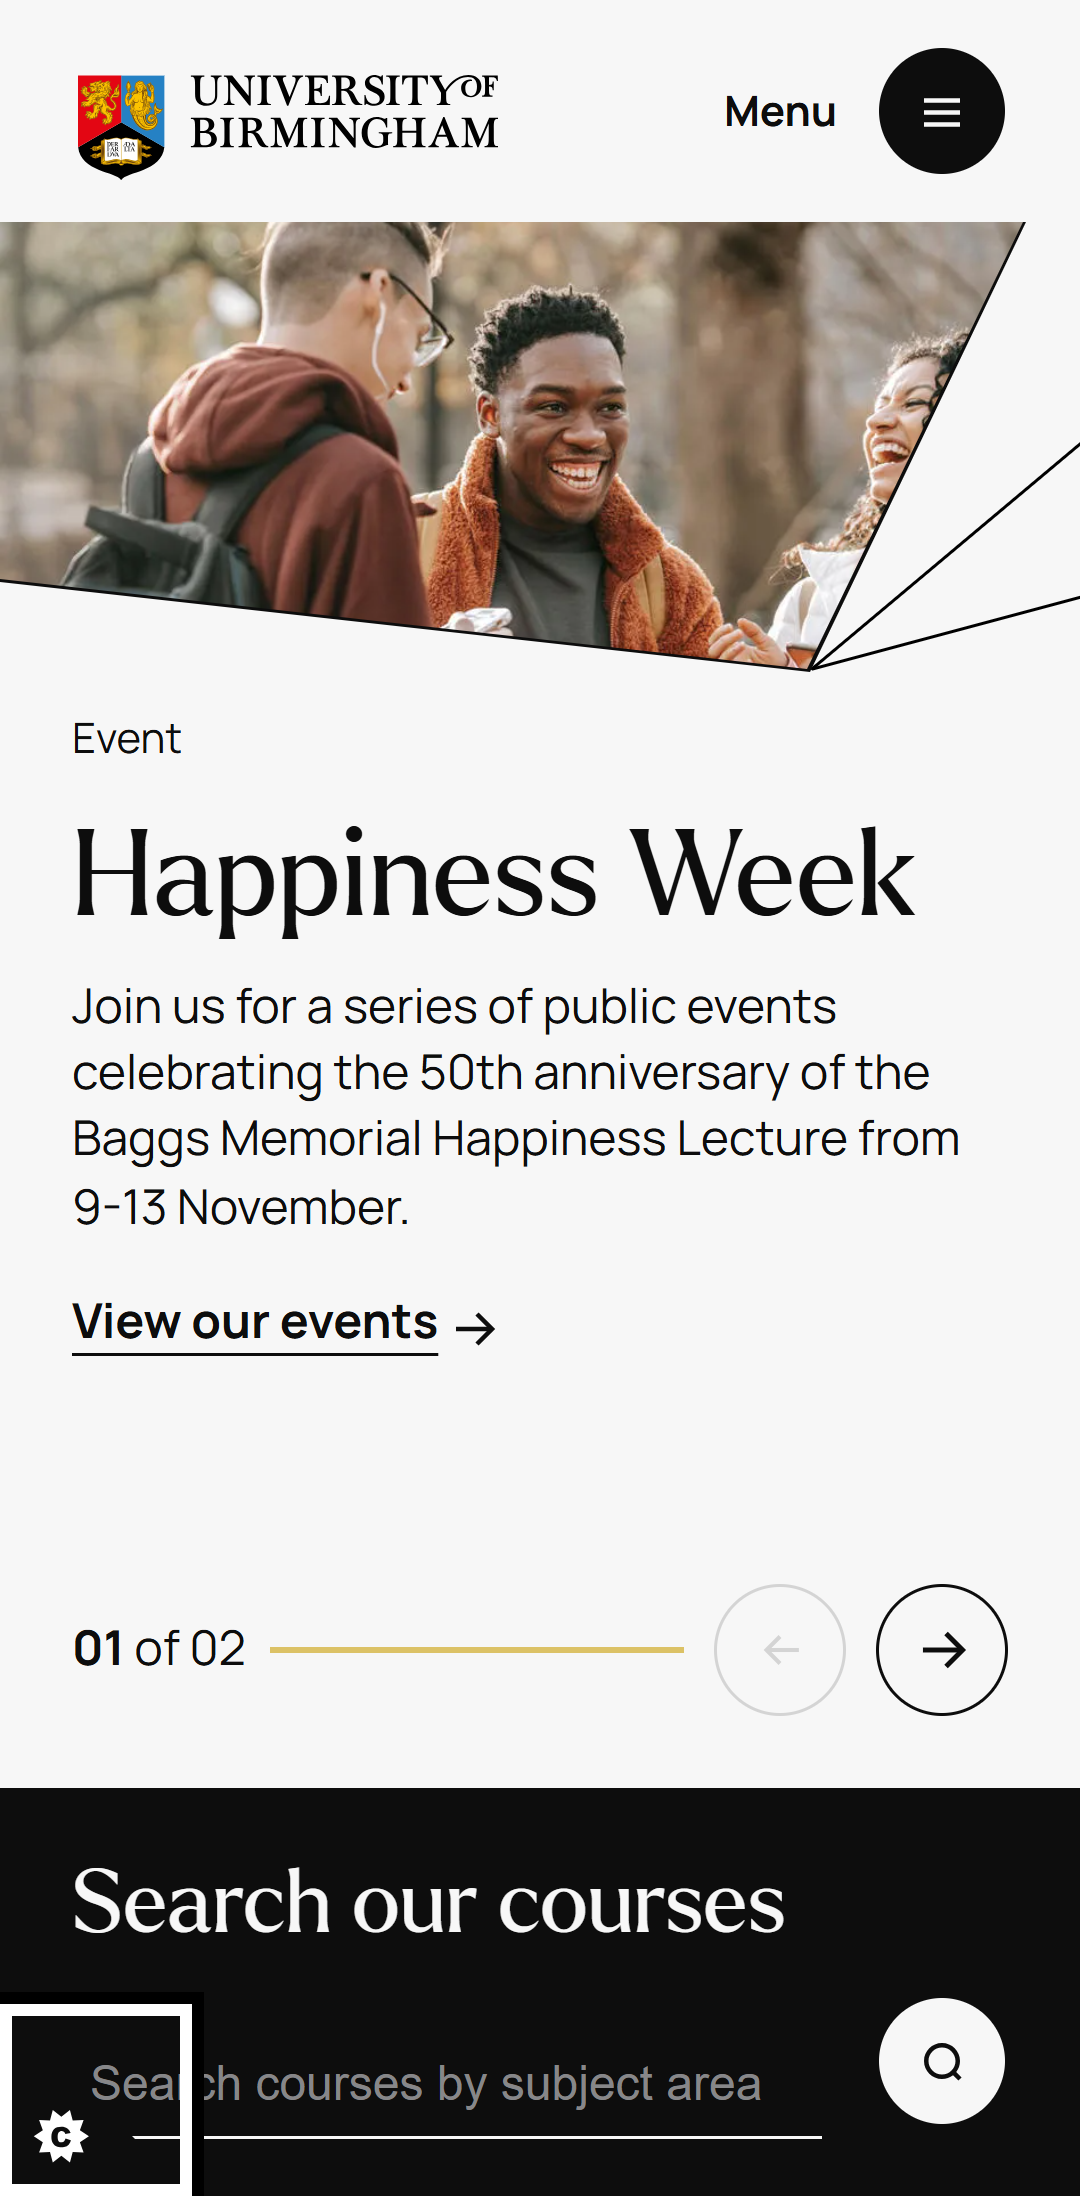 UNIVERSITY OF
BIRMINGHAM
Menu
Event
Happiness Week
Join us for a series of public events
celebrating the 50th anniversary of the
Baggs Memorial Happiness Lecture from
9-13 November.
View our events
01 of 02
Search our courses
Search courses by subject area
C